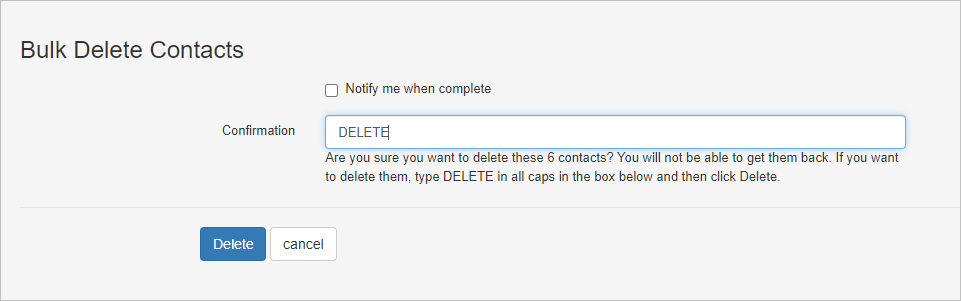 Bulk Delete Contacts
Notify me when complete
Confirmation
DELETE
Are you sure you want to delete these 6 contacts? You will not be able to get them back. If you want
to delete them, type DELETE in all caps in the box below and then click Delete.
Delete
cancel